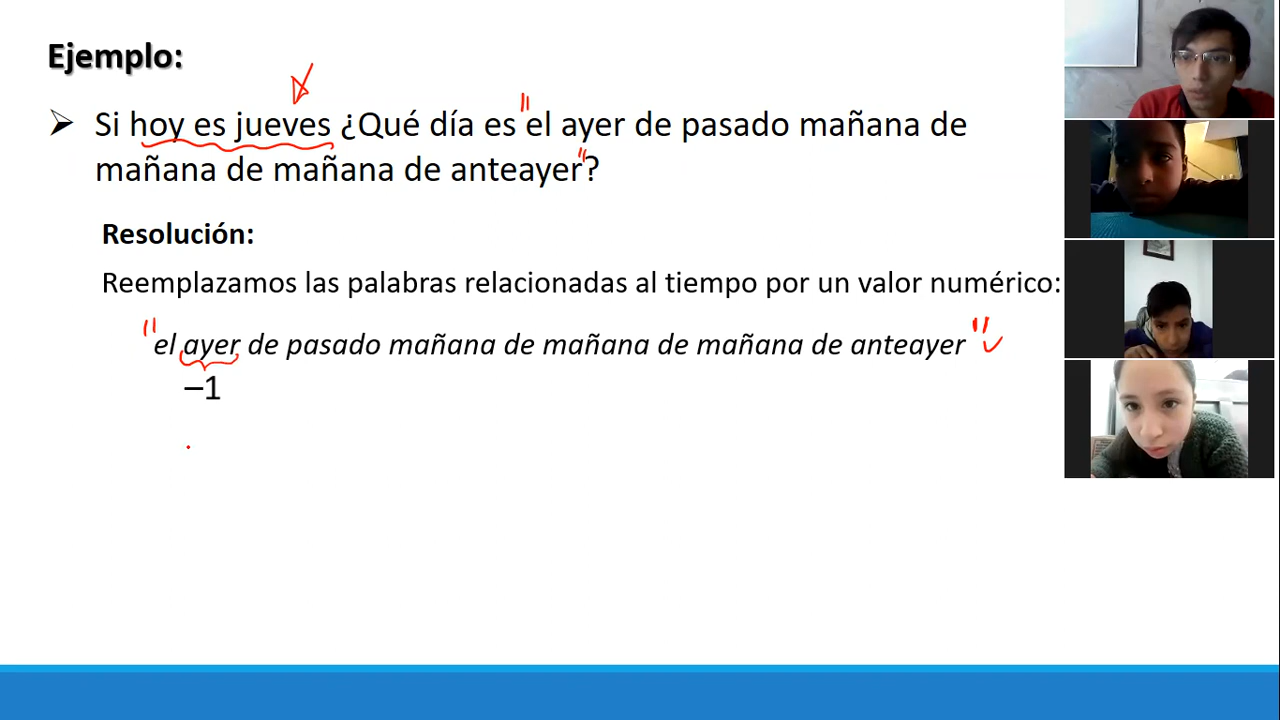 Ejemplo:
➢ Si hoy es jueves ¿Qué día es "el ayer de pasado mañana de
mañana de mañana de anteayer"?
Resolución:
Reemplazamos las palabras relacionadas al tiempo por un valor numérico:
"el ayer de pasado mañana de mañana de mañana de anteayer"
–1